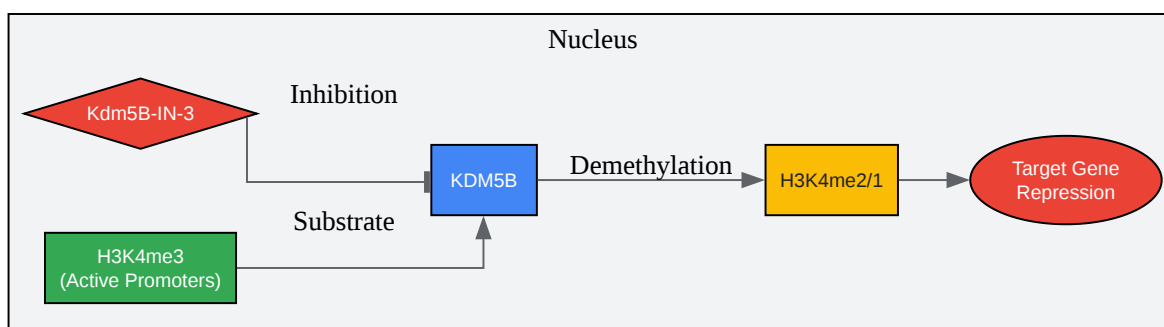 Nucleus
Kdm5B-IN-3
Inhibition
KDM5B
Demethylation
H3K4me2/1
Target Gene
Repression
Substrate
H3K4me3
(Active Promoters)